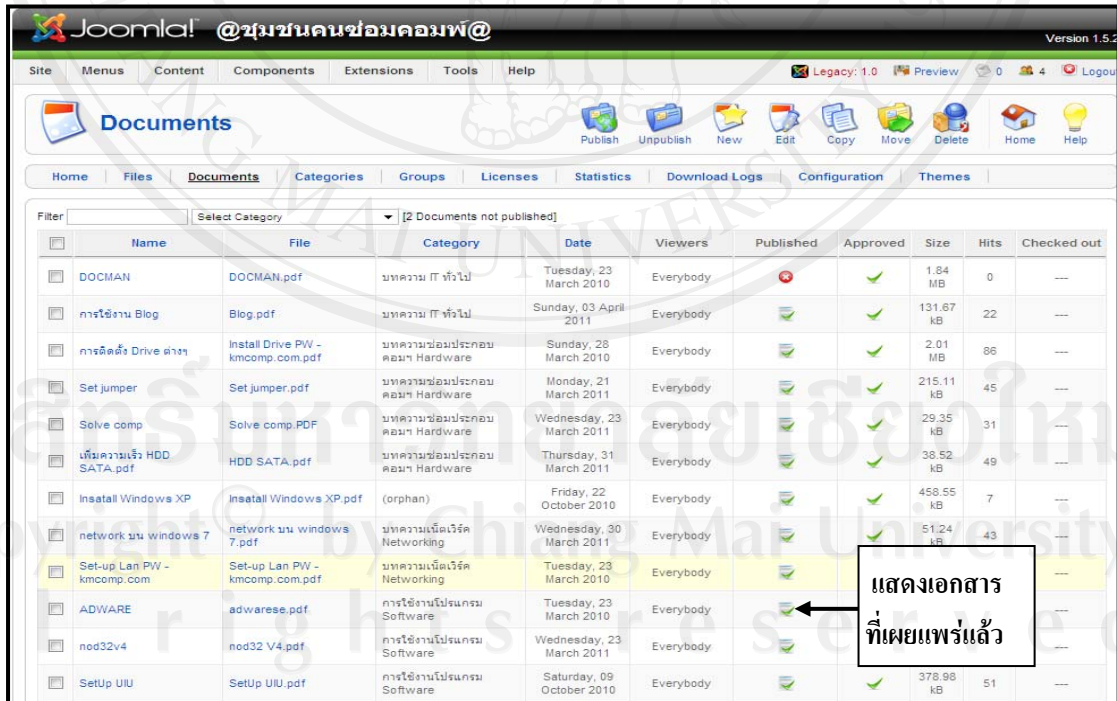 Joomla! @ชุมชนคนซ่อมคอมพ์@
Version 1.5.2
Site Menus Content Components Extensions Tools Help Legacy: 1.0 Preview 0 4 Logou
Documents
Publish Unpublish New Edit Copy Move Delete Home Help
Home Files Documents Categories Groups Licenses Statistics Download Logs Configuration Themes
Filter Select Category [2 Documents not published]
Name File Category Date Viewers Published Approved Size Hits Checked out
DOCMAN DOCMAN.pdf บทความ IT ทั่วไป Tuesday, 23 March 2010 Everybody 1.84 MB 0 ---
การใช้งาน Blog Blog.pdf บทความ IT ทั่วไป Sunday, 03 April 2011 Everybody 131.67 kB 22 ---
การติดตั้ง Drive ต่างๆ Install Drive PW - kmcomp.com.pdf บทความซ่อมประกอบ คอมฯ Hardware Sunday, 28 March 2010 Everybody 2.01 MB 86 ---
Set jumper Set jumper.pdf บทความซ่อมประกอบ คอมฯ Hardware Monday, 21 March 2011 Everybody 215.11 kB 45 ---
Solve comp Solve comp.PDF บทความซ่อมประกอบ คอมฯ Hardware Wednesday, 23 March 2011 Everybody 29.35 kB 31 ---
เพิ่มความเร็ว HDD SATA.pdf HDD SATA.pdf บทความซ่อมประกอบ คอมฯ Hardware Thursday, 31 March 2011 Everybody 38.52 kB 49 ---
Insatall Windows XP Insatall Windows XP.pdf (orphan) Friday, 22 October 2010 Everybody 458.55 kB 7 ---
network บน windows 7 network บน windows 7.pdf บทความเน็ตเวิร์ค Networking Wednesday, 30 March 2011 Everybody 51.24 kB 43 ---
Set-up Lan PW - kmcomp.com Set-up Lan PW - kmcomp.com.pdf บทความเน็ตเวิร์ค Networking Tuesday, 23 March 2010 Everybody ---
ADWARE adwarese.pdf การใช้งานโปรแกรม Software Tuesday, 23 March 2010 Everybody ---
nod32v4 nod32 V4.pdf การใช้งานโปรแกรม Software Wednesday, 23 March 2011 Everybody ---
SetUp UIU SetUp UIU.pdf การใช้งานโปรแกรม Software Saturday, 09 October 2010 Everybody 378.98 kB 51 ---
แสดงเอกสาร
ที่เผยแพร่แล้ว